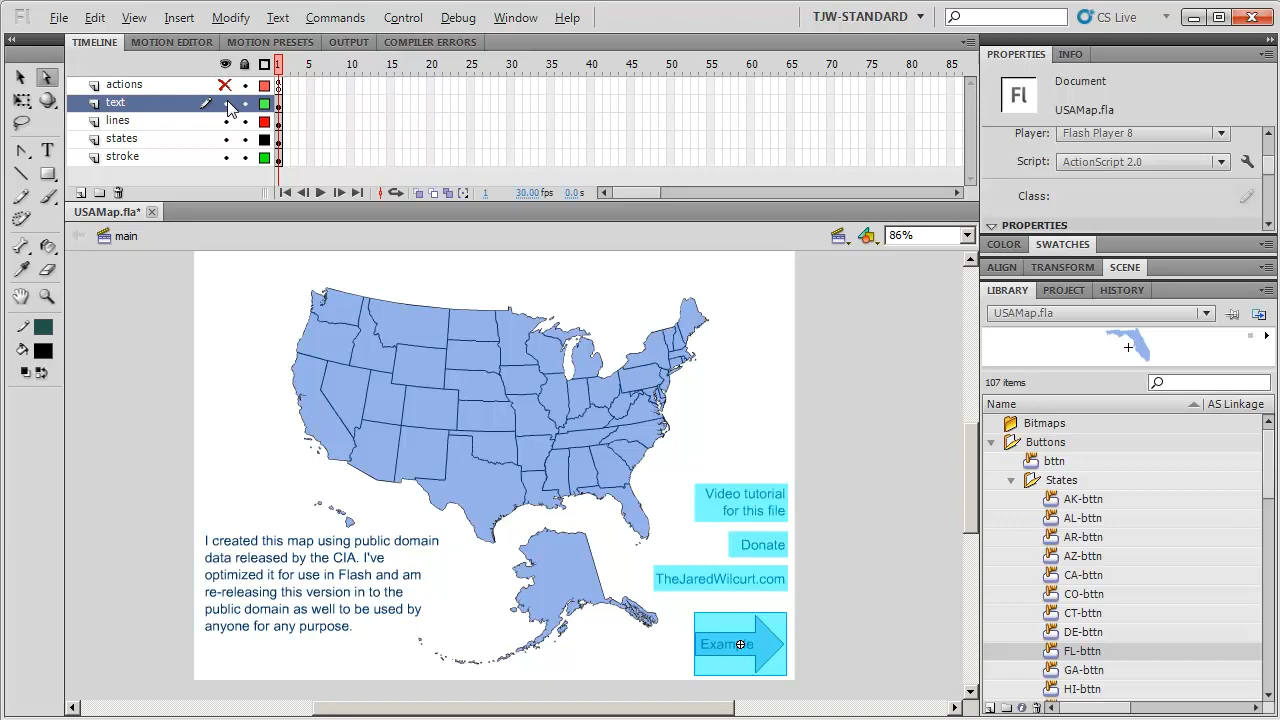 Fl File Edit View Insert Modify Text Commands Control Debug Window Help TJW-STANDARD CS Live
TIMELINE MOTION EDITOR MOTION PRESETS OUTPUT COMPILER ERRORS
1 5 10 15 20 25 30 35 40 45 50 55 60 65 70 75 80 85
actions
text
lines
states
stroke
1 30.00 fps 0.0 s
USAMap.fla*
main 86%
I created this map using public domain
data released by the CIA. I've
optimized it for use in Flash and am
re-releasing this version in to the
public domain as well to be used by
anyone for any purpose.
Video tutorial
for this file
Donate
TheJaredWilcurt.com
Example
PROPERTIES INFO
Fl
Document
USAMap.fla
Player: Flash Player 8
Script: ActionScript 2.0
Class:
PROPERTIES
COLOR SWATCHES
ALIGN TRANSFORM SCENE
LIBRARY PROJECT HISTORY
USAMap.fla
107 items
Name AS Linkage
Bitmaps
Buttons
bttn
States
AK-bttn
AL-bttn
AR-bttn
AZ-bttn
CA-bttn
CO-bttn
CT-bttn
DE-bttn
FL-bttn
GA-bttn
HI-bttn